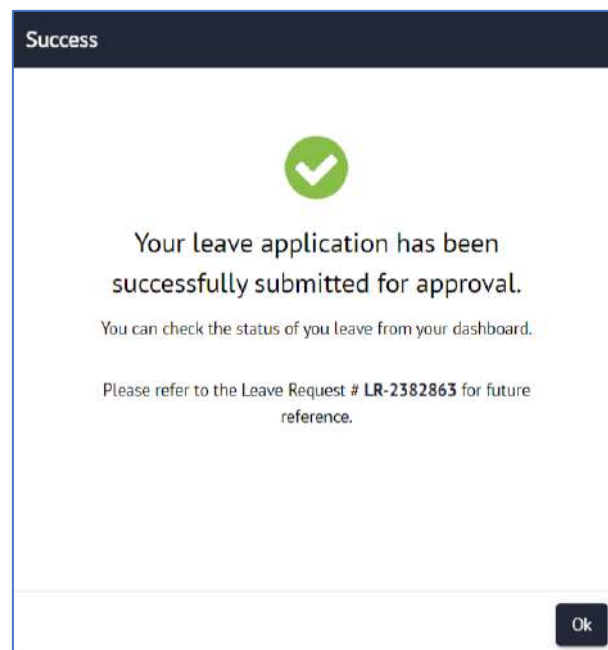 Success
Your leave application has been
successfully submitted for approval.
You can check the status of you leave from your dashboard.
Please refer to the Leave Request # LR-2382863 for future
reference.
Ok